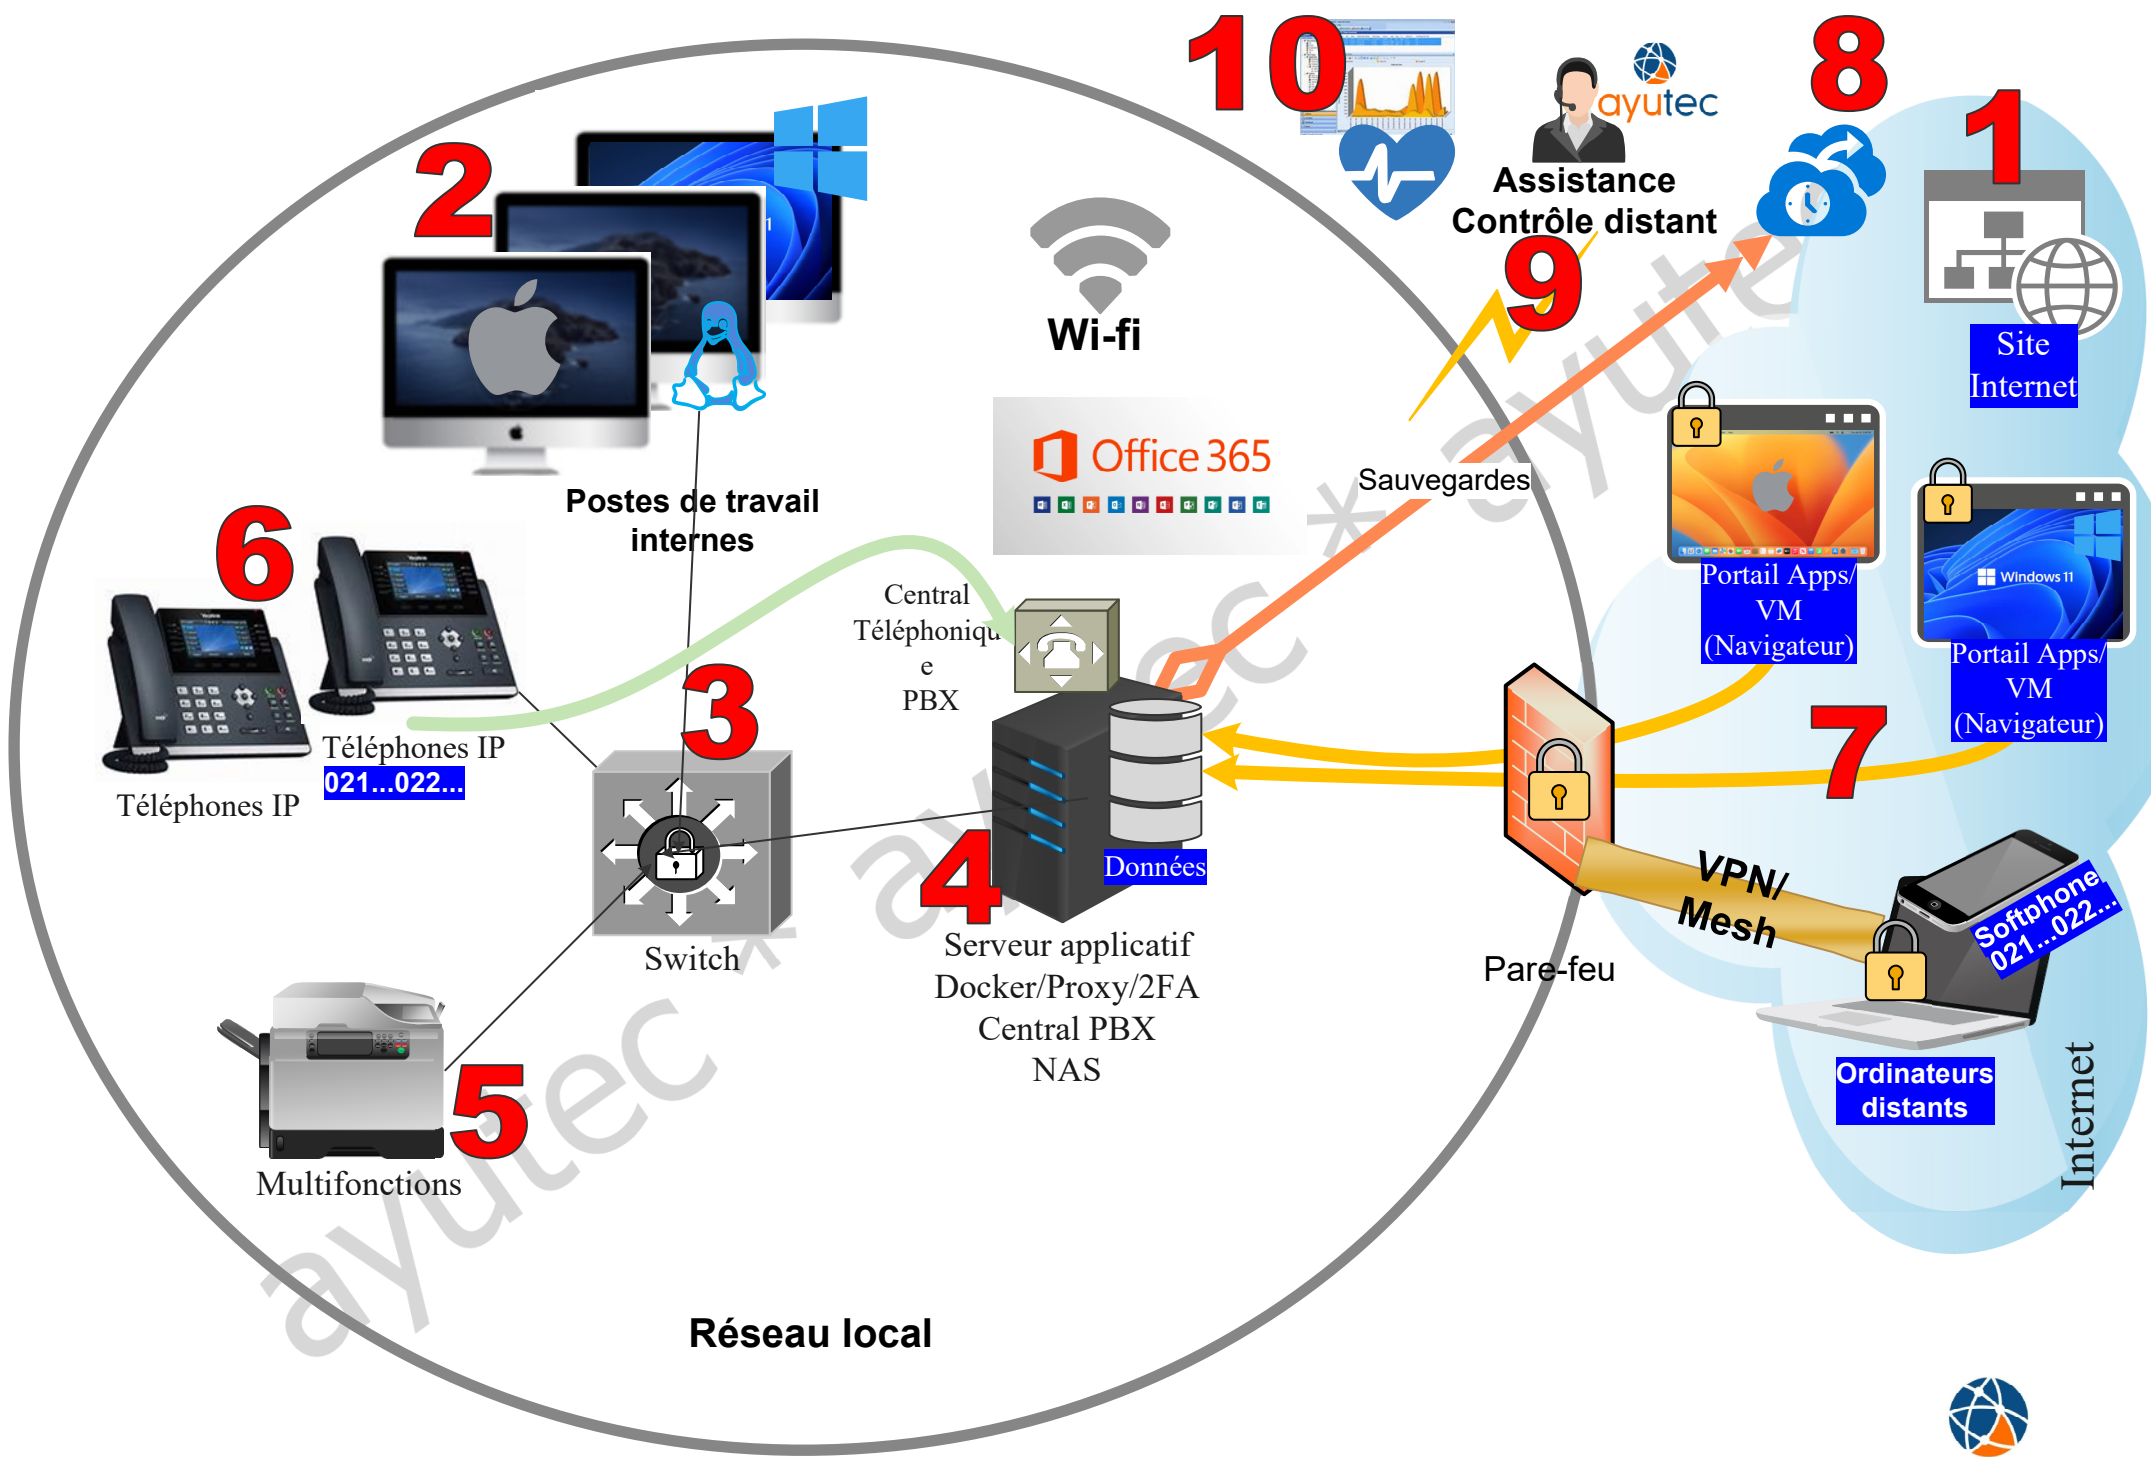 10
8
1
ayutec
Assistance
Contrôle distant
9
Site
Internet
2
Wi-fi
Office 365
Sauvegardes
Postes de travail
internes
6
Central
Téléphoniqu
e
PBX
Portail Apps/
VM
(Navigateur)
Windows 11
Portail Apps/
VM
(Navigateur)
7
3
Téléphones IP
021...022...
Téléphones IP
Données
4
Switch
Serveur applicatif
Docker/Proxy/2FA
Central PBX
NAS
Pare-feu
VPN/
Mesh
Softphone
021...022...
Ordinateurs
distants
Internet
5
Multifonctions
Réseau local
ayutec * ayutec * ayute